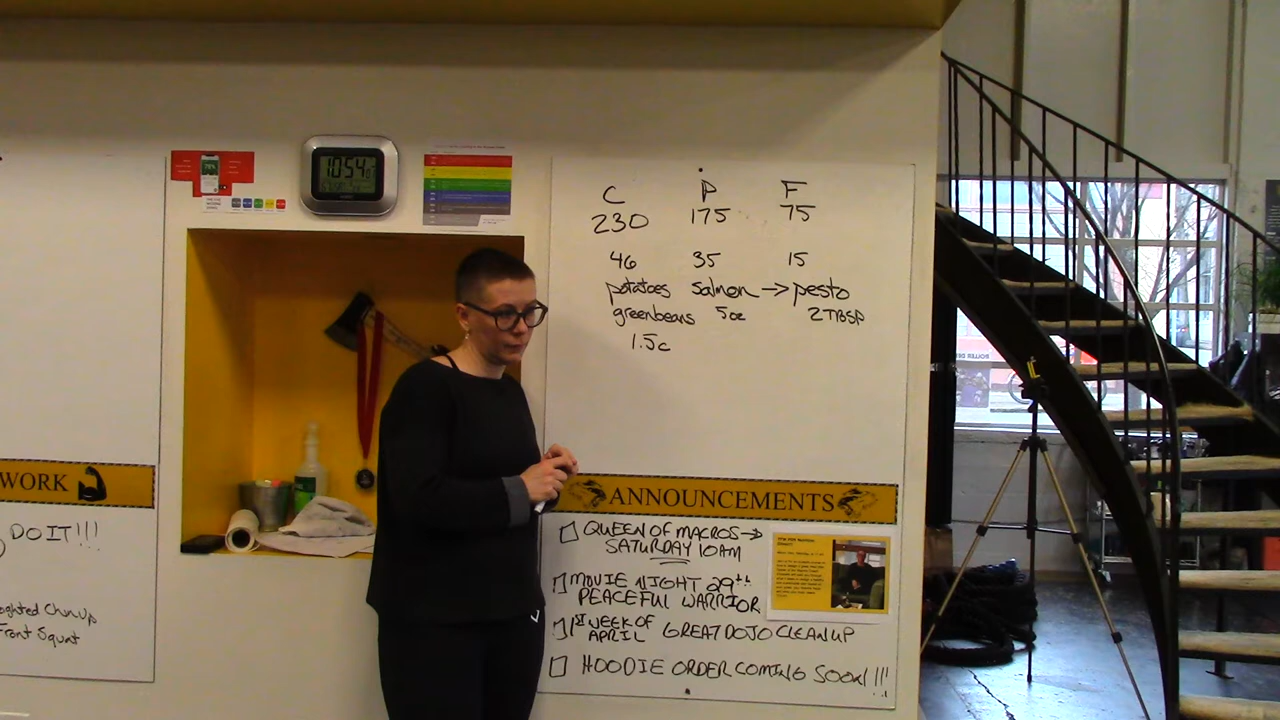 10:54
C P F
230 175 75
46 35 15
potatoes salmon → pesto
greenbeans 5oz 2TBSP
1.5c
WORK
DO IT!!!
Front Squat
ANNOUNCEMENTS
QUEEN OF MACROS →
SATURDAY 10AM
MOVIE NIGHT 29th
PEACEFUL WARRIOR
1st WEEK OF
APRIL GREAT DOJO CLEANUP
HOODIE ORDER COMING SOON!!!